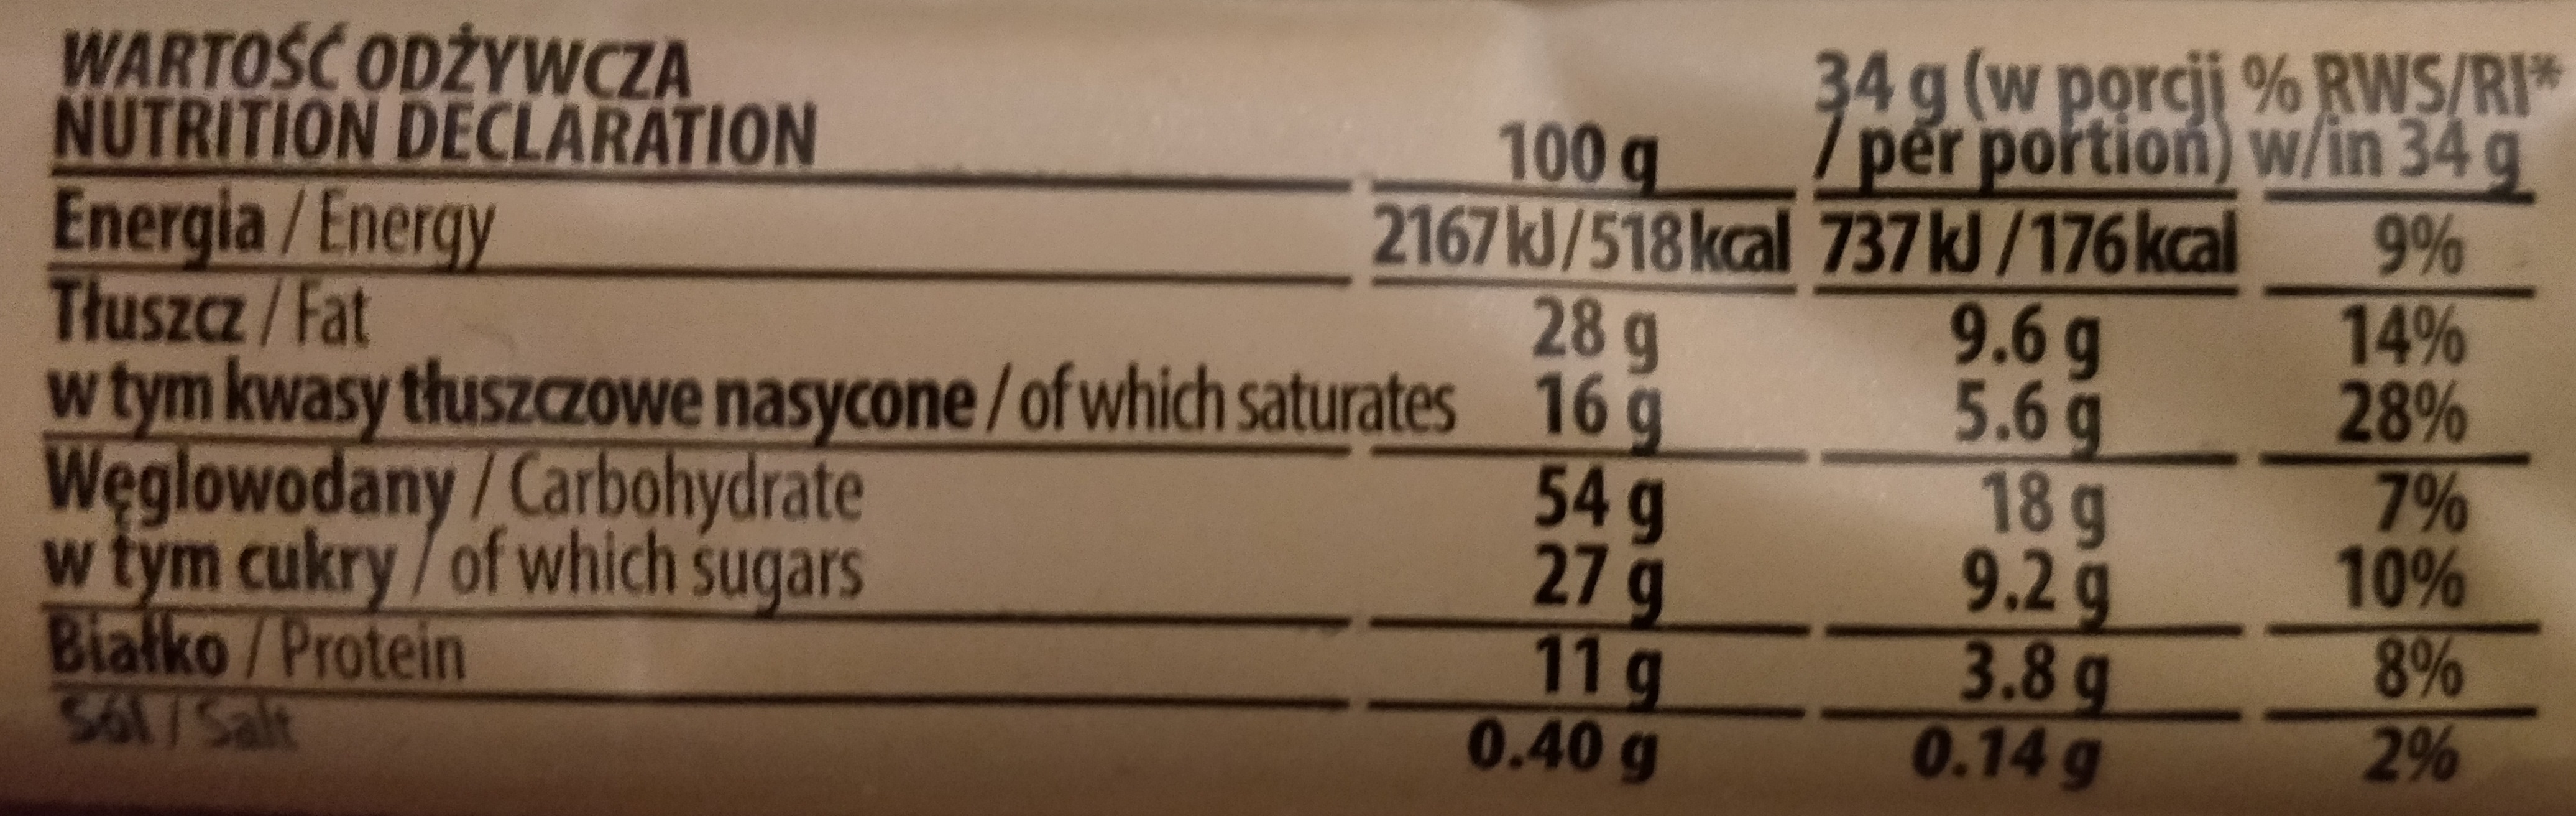 WARTOŚĆ ODŻYWCZA
NUTRITION DECLARATION 100 g 34 g (w porcji / per portion) % RWS/RI* w/in 34 g
Energia / Energy 2167 kJ/518 kcal 737 kJ / 176 kcal 9%
Tłuszcz / Fat 28 g 9.6 g 14%
w tym kwasy tłuszczowe nasycone / of which saturates 16 g 5.6 g 28%
Węglowodany / Carbohydrate 54 g 18 g 7%
w tym cukry / of which sugars 27 g 9.2 g 10%
Białko / Protein 11 g 3.8 g 8%
Sól / Salt 0.40 g 0.14 g 2%